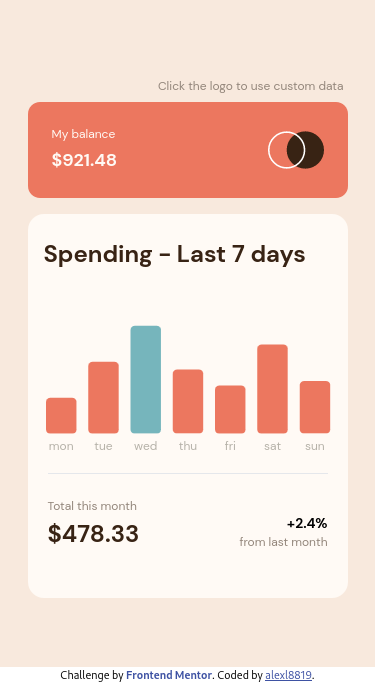 Click the logo to use custom data
My balance
$921.48
Spending - Last 7 days
mon tue wed thu fri sat sun
Total this month
$478.33
+2.4%
from last month
Challenge by Frontend Mentor. Coded by alexl8819.